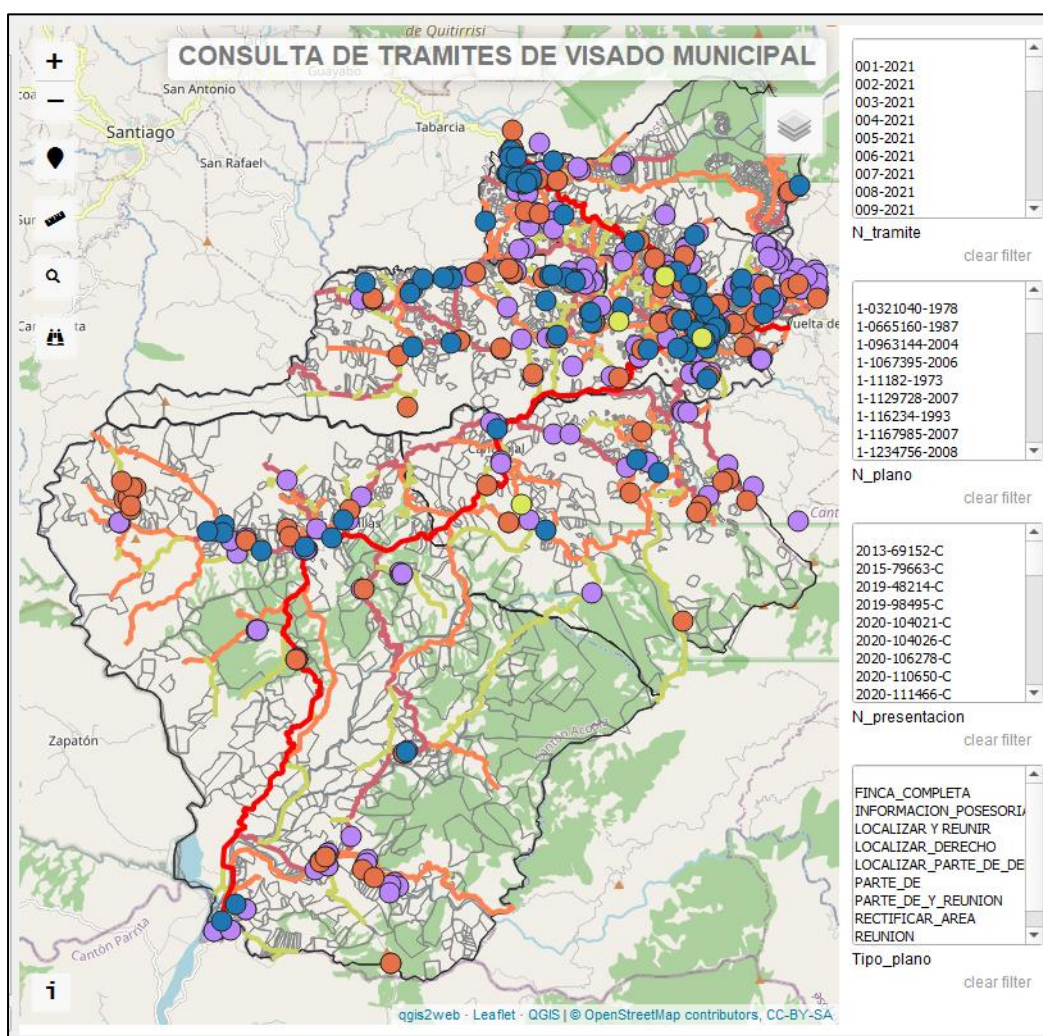 de Quitirrisi
CONSULTA DE TRAMITES DE VISADO MUNICIPAL
Guayabo
+
−
San Antonio
Santiago
Tabarcia
San Rafael
a
Vuelta de
Zapatón
Cantón Acosta
Cantón Parrita
i
qgis2web · Leaflet · QGIS | © OpenStreetMap contributors, CC-BY-SA
001-2021
002-2021
003-2021
004-2021
005-2021
006-2021
007-2021
008-2021
009-2021
N_tramite
clear filter
1-0321040-1978
1-0665160-1987
1-0963144-2004
1-1067395-2006
1-11182-1973
1-1129728-2007
1-116234-1993
1-1167985-2007
1-1234756-2008
N_plano
clear filter
2013-69152-C
2015-79663-C
2019-48214-C
2019-98495-C
2020-104021-C
2020-104026-C
2020-106278-C
2020-110650-C
2020-111466-C
N_presentacion
clear filter
FINCA_COMPLETA
INFORMACION_POSESORIA
LOCALIZAR Y REUNIR
LOCALIZAR_DERECHO
LOCALIZAR_PARTE_DE_DE
PARTE_DE
PARTE_DE_Y_REUNION
RECTIFICAR_AREA
REUNION
Tipo_plano
clear filter